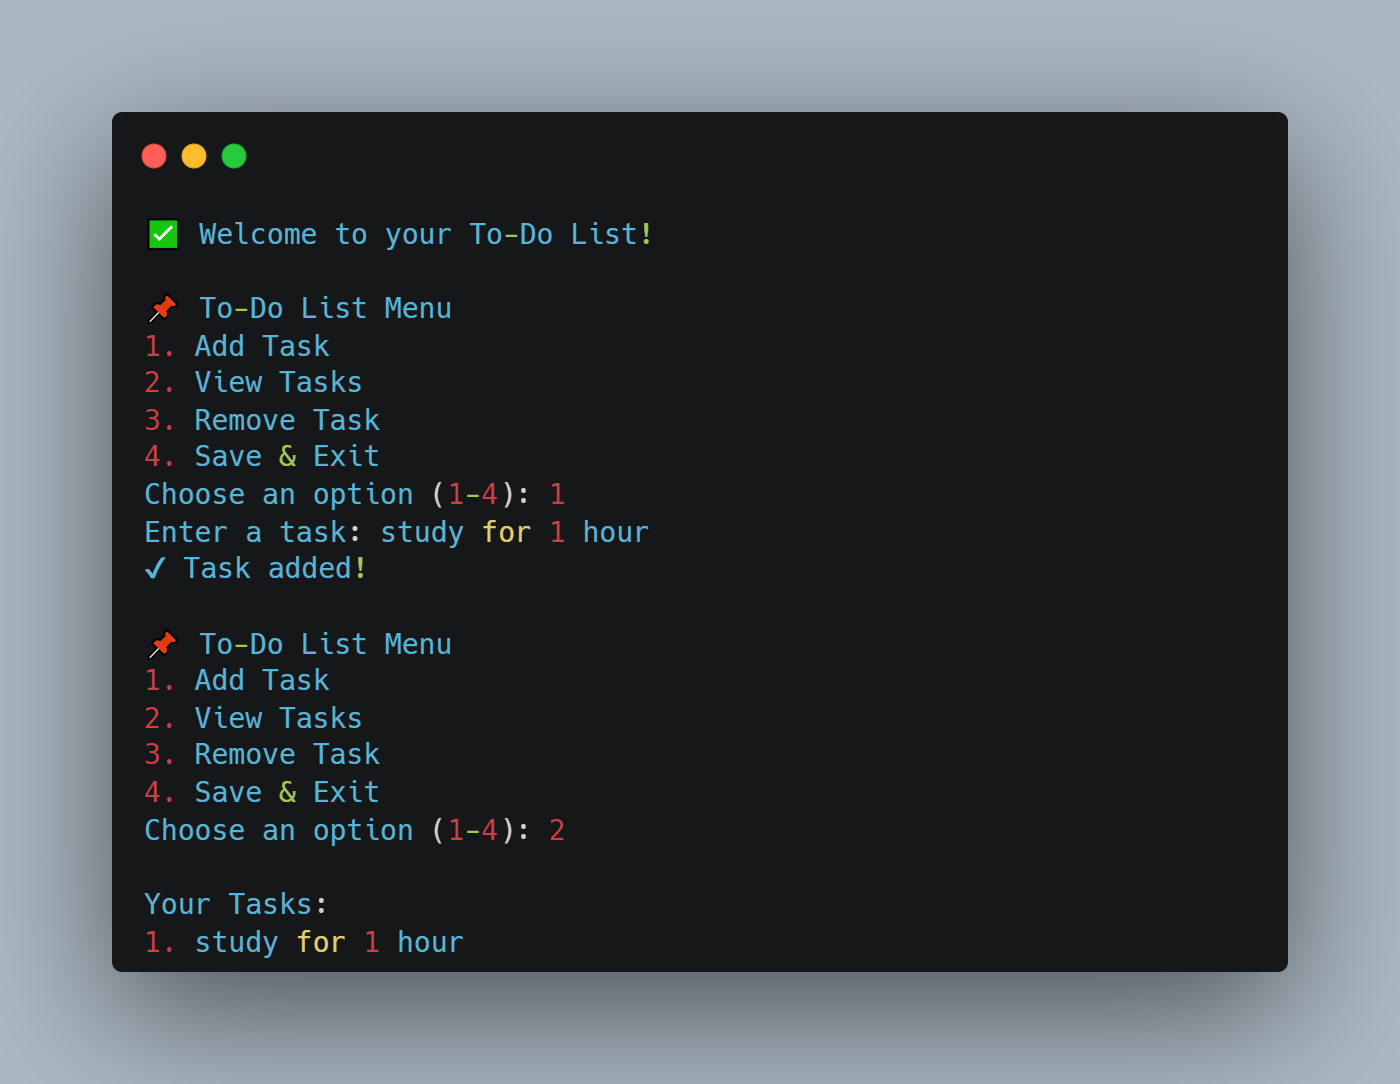 ✅ Welcome to your To-Do List!
📌 To-Do List Menu
1. Add Task
2. View Tasks
3. Remove Task
4. Save & Exit
Choose an option (1-4): 1
Enter a task: study for 1 hour
✓ Task added!
📌 To-Do List Menu
1. Add Task
2. View Tasks
3. Remove Task
4. Save & Exit
Choose an option (1-4): 2
Your Tasks:
1. study for 1 hour